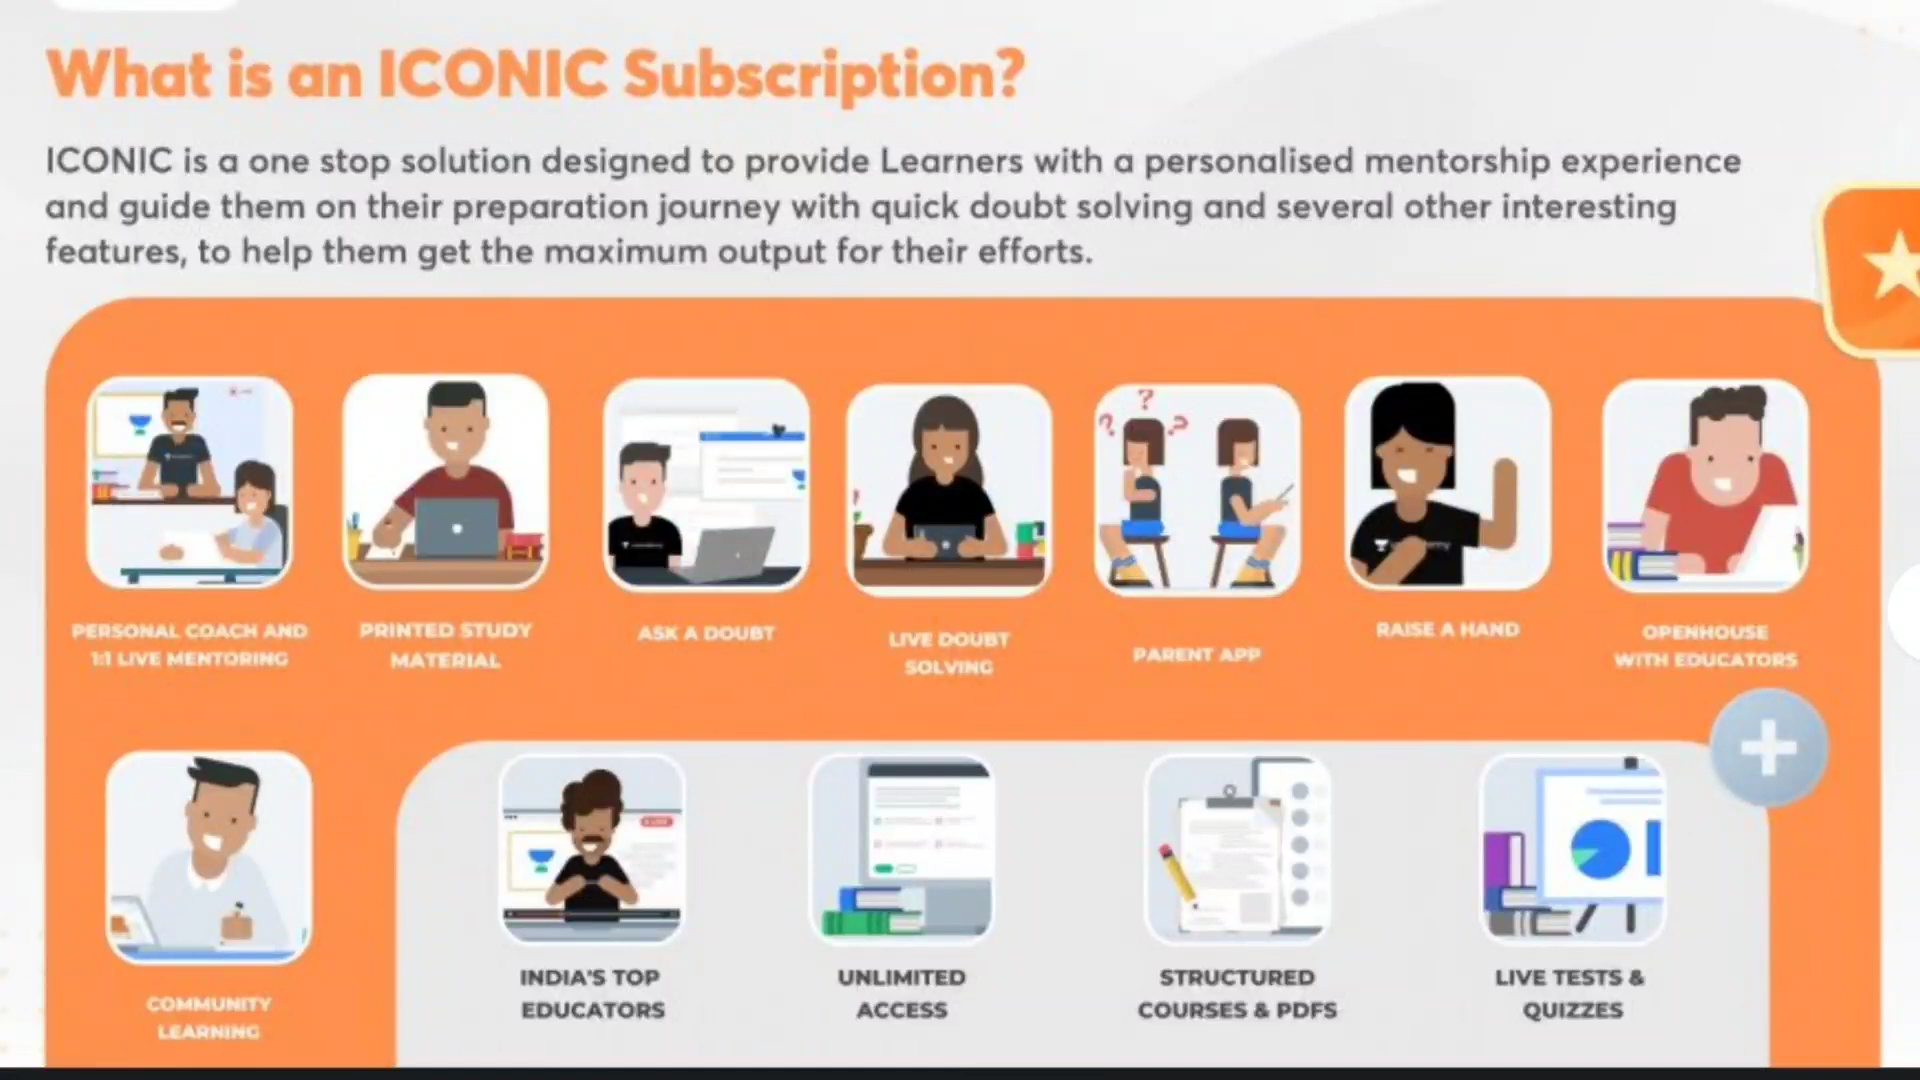 What is an ICONIC Subscription?
ICONIC is a one stop solution designed to provide Learners with a personalised mentorship experience
and guide them on their preparation journey with quick doubt solving and several other interesting
features, to help them get the maximum output for their efforts.
PERSONAL COACH AND
1:1 LIVE MENTORING
PRINTED STUDY
MATERIAL
ASK A DOUBT
LIVE DOUBT
SOLVING
PARENT APP
RAISE A HAND
OPENHOUSE
WITH EDUCATORS
COMMUNITY
LEARNING
INDIA'S TOP
EDUCATORS
UNLIMITED
ACCESS
STRUCTURED
COURSES & PDFS
LIVE TESTS &
QUIZZES